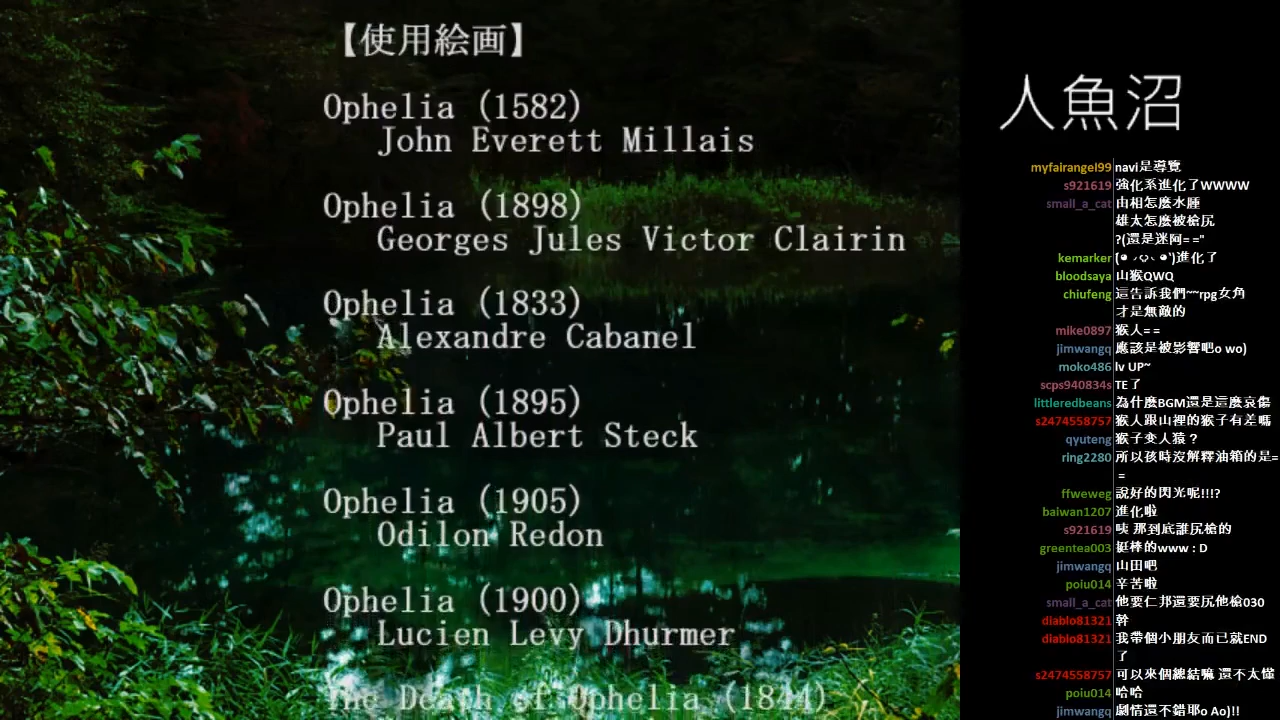 【使用絵画】
Ophelia (1582)
John Everett Millais
Ophelia (1898)
Georges Jules Victor Clairin
Ophelia (1833)
Alexandre Cabanel
Ophelia (1895)
Paul Albert Steck
Ophelia (1905)
Odilon Redon
Ophelia (1900)
Lucien Levy Dhurmer
The Death of Ophelia (1844)
人魚沼
myfairangel99 navi是導覽
s921619 強化系進化了WWWW
small_a_cat 由相怎麼水腫
雄太怎麼被槍尻
?(還是迷阿= ="
kemarker 進化了
bloodsaya 山猴QWQ
chiufeng 這告訴我們~~rpg女角
才是無敵的
mike0897 猴人= =
jimwangq 應該是被影響吧o wo)
moko486 lv UP~
scps940834s TE了
littleredbeans 為什麼BGM還是這麼哀傷
s2474558757 猴人跟山裡的猴子有差嗎
qyuteng 猴子变人猿？
ring2280 所以孩時沒解釋油箱的是=
=
ffweweg 說好的閃光呢!!!?
baiwan1207 進化啦
s921619 咦 那到底誰尻槍的
greentea003 挺棒的www : D
jimwangq 山田吧
poiu014 辛苦啦
small_a_cat 他要仁邦還要尻他槍030
diablo81321 幹
diablo81321 我帶個小朋友而已就END
了
s2474558757 可以來個總結嘛 還不太懂
poiu014 哈哈
jimwangq 劇情還不錯耶o Ao)!!